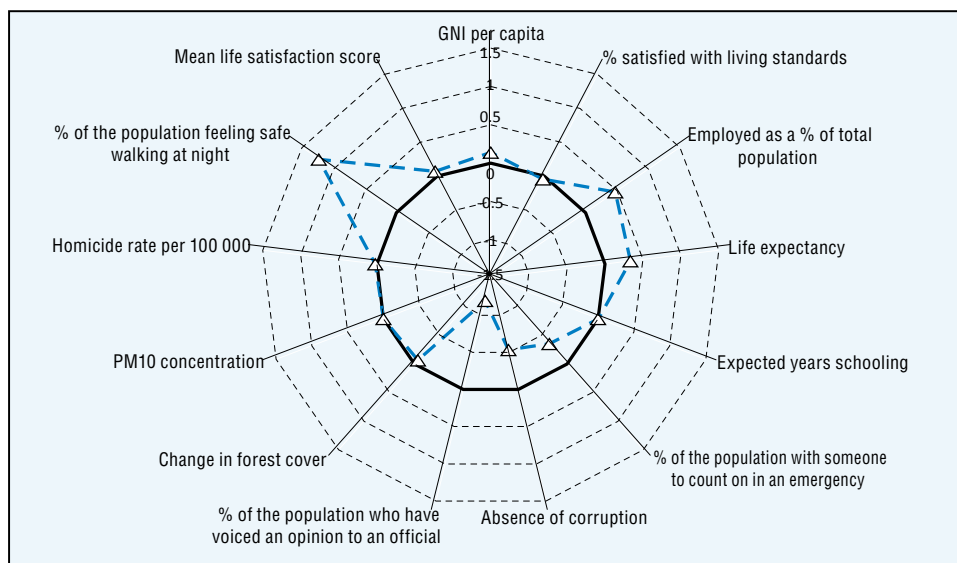 GNI per capita
1.5
Mean life satisfaction score
% satisfied with living standards
1
% of the population feeling safe
walking at night
0.5
Employed as a % of total
population
0
Homicide rate per 100 000
-0.5
Life expectancy
-1
-1.5
PM10 concentration
Expected years schooling
Change in forest cover
% of the population with someone
to count on in an emergency
% of the population who have
voiced an opinion to an official
Absence of corruption